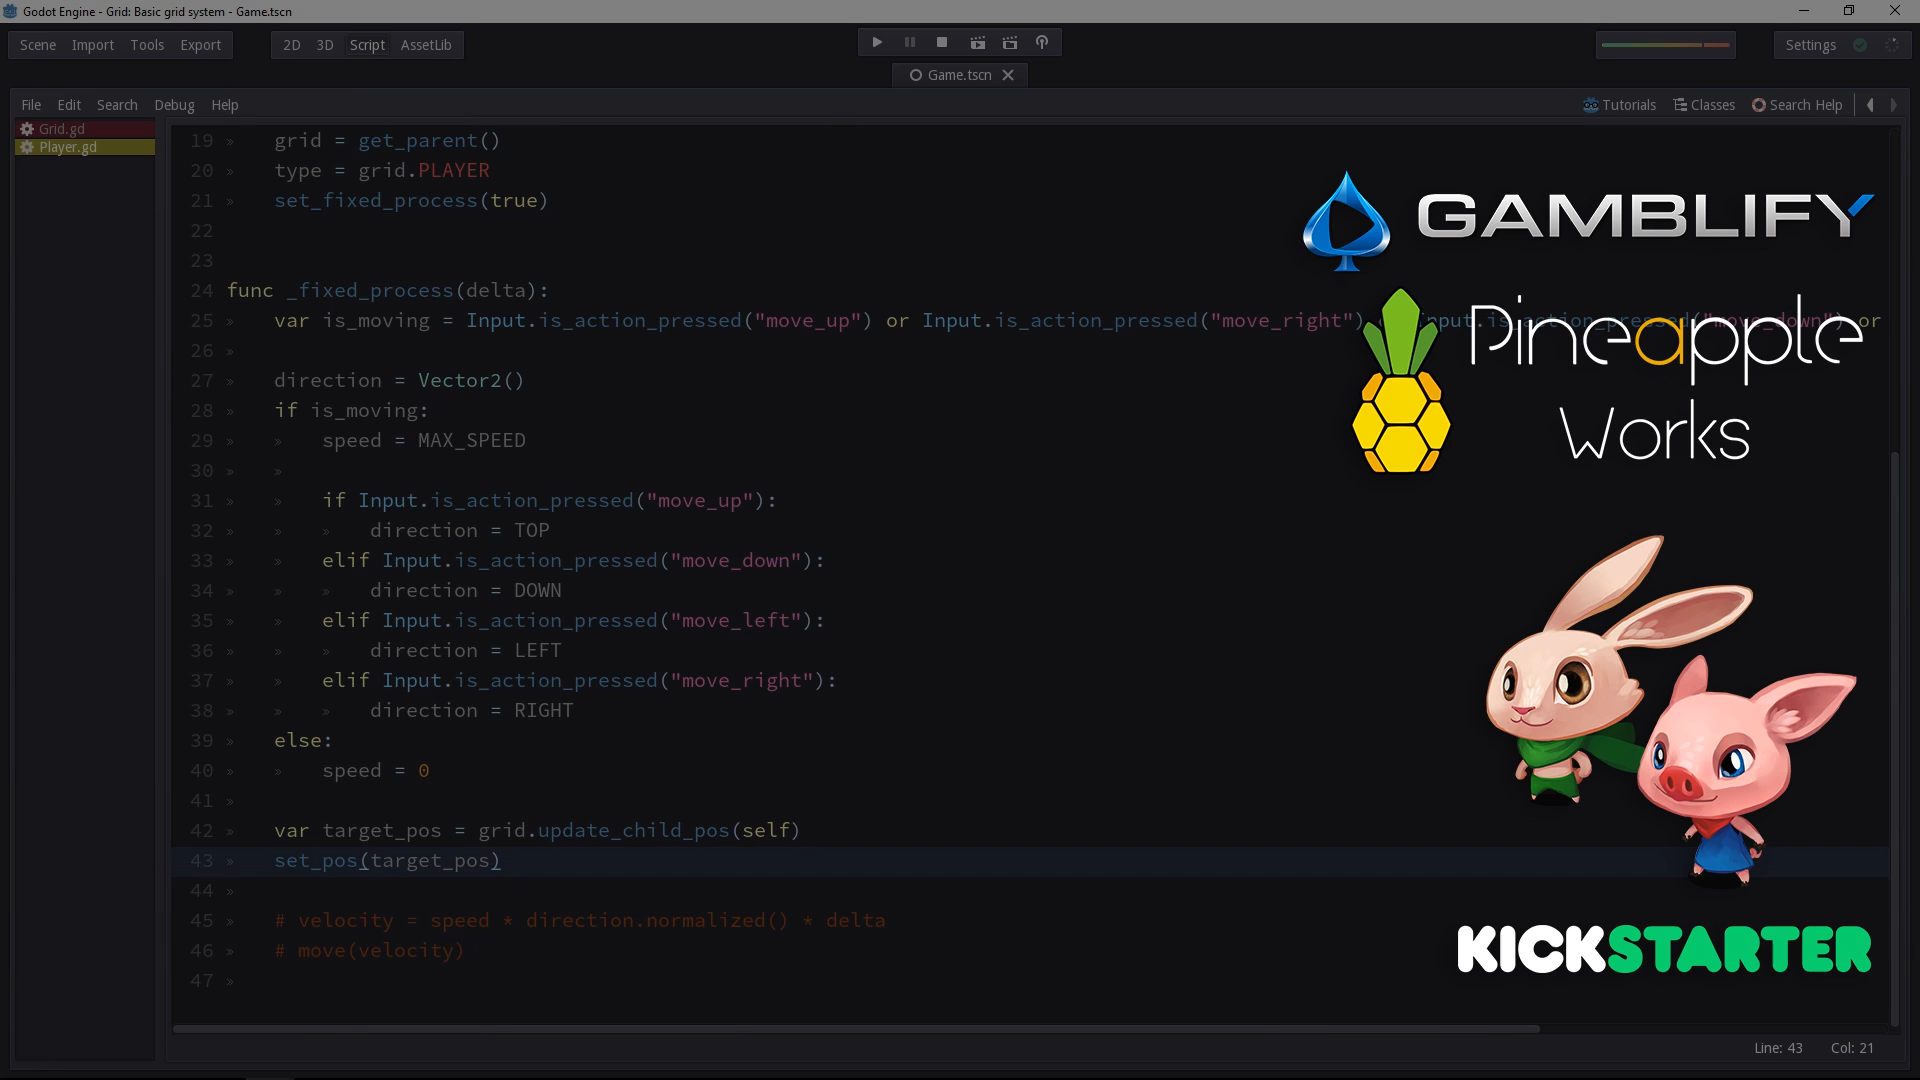 Godot Engine - Grid: Basic grid system - Game.tscn
Scene Import Tools Export 2D 3D Script AssetLib Settings
Game.tscn
File Edit Search Debug Help Tutorials Classes Search Help
Grid.gd
Player.gd
19 grid = get_parent()
20 type = grid.PLAYER
21 set_fixed_process(true)
22
23
24 func _fixed_process(delta):
25 var is_moving = Input.is_action_pressed("move_up") or Input.is_action_pressed("move_right") or Input.is_action_pressed("move_down") or
26
27 direction = Vector2()
28 if is_moving:
29 speed = MAX_SPEED
30
31 if Input.is_action_pressed("move_up"):
32 direction = TOP
33 elif Input.is_action_pressed("move_down"):
34 direction = DOWN
35 elif Input.is_action_pressed("move_left"):
36 direction = LEFT
37 elif Input.is_action_pressed("move_right"):
38 direction = RIGHT
39 else:
40 speed = 0
41
42 var target_pos = grid.update_child_pos(self)
43 set_pos(target_pos)
44
45 # velocity = speed * direction.normalized() * delta
46 # move(velocity)
47
GAMBLIFY
Pineapple
Works
KICKSTARTER
Line: 43 Col: 21